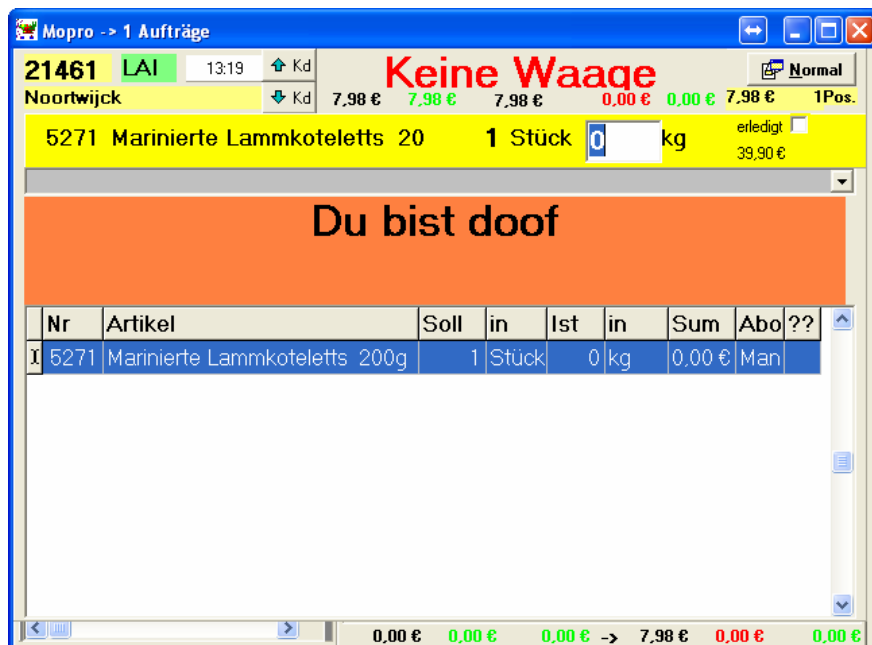 Mopro -> 1 Aufträge
21461 LAI 13:19 Kd Keine Waage Normal
Noortwijck Kd 7,98 € 7,98 € 7,98 € 0,00 € 0,00 € 7,98 € 1Pos.
5271 Marinierte Lammkoteletts 20 1 Stück 0 kg erledigt
39,90 €
Du bist doof
Nr Artikel Soll in Ist in Sum Abo ??
5271 Marinierte Lammkoteletts 200g 1 Stück 0 kg 0,00 € Man
0,00 € 0,00 € 0,00 € -> 7,98 € 0,00 € 0,00 €